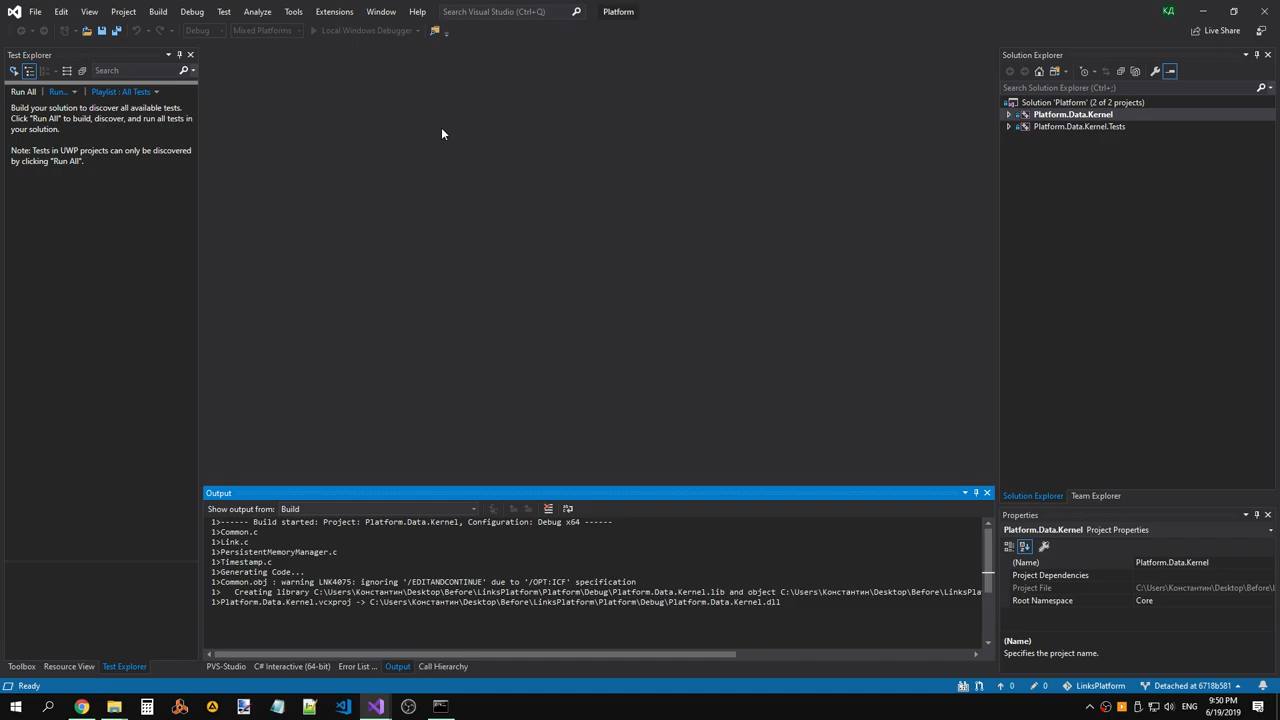 File Edit View Project Build Debug Test Analyze Tools Extensions Window Help Search Visual Studio (Ctrl+Q) Platform КД
Debug Mixed Platforms Local Windows Debugger Live Share
Test Explorer
Search
Run All Run... Playlist : All Tests
Build your solution to discover all available tests.
Click "Run All" to build, discover, and run all tests in
your solution.
Note: Tests in UWP projects can only be discovered
by clicking "Run All".
Solution Explorer
Search Solution Explorer (Ctrl+;)
Solution 'Platform' (2 of 2 projects)
Platform.Data.Kernel
Platform.Data.Kernel.Tests
Solution Explorer Team Explorer
Properties
Platform.Data.Kernel Project Properties
(Name) Platform.Data.Kernel
Project Dependencies
Project File C:\Users\Константин\Desktop\Before\l
Root Namespace Core
(Name)
Specifies the project name.
Output
Show output from: Build
1>------ Build started: Project: Platform.Data.Kernel, Configuration: Debug x64 ------
1>Common.c
1>Link.c
1>PersistentMemoryManager.c
1>Timestamp.c
1>Generating Code...
1>Common.obj : warning LNK4075: ignoring '/EDITANDCONTINUE' due to '/OPT:ICF' specification
1>   Creating library C:\Users\Константин\Desktop\Before\LinksPlatform\Platform\Debug\Platform.Data.Kernel.lib and object C:\Users\Константин\Desktop\Before\LinksPlat
1>Platform.Data.Kernel.vcxproj -> C:\Users\Константин\Desktop\Before\LinksPlatform\Platform\Debug\Platform.Data.Kernel.dll
Toolbox Resource View Test Explorer PVS-Studio C# Interactive (64-bit) Error List ... Output Call Hierarchy
Ready 0 0 LinksPlatform Detached at 6718b581
ENG 9:50 PM
6/19/2019